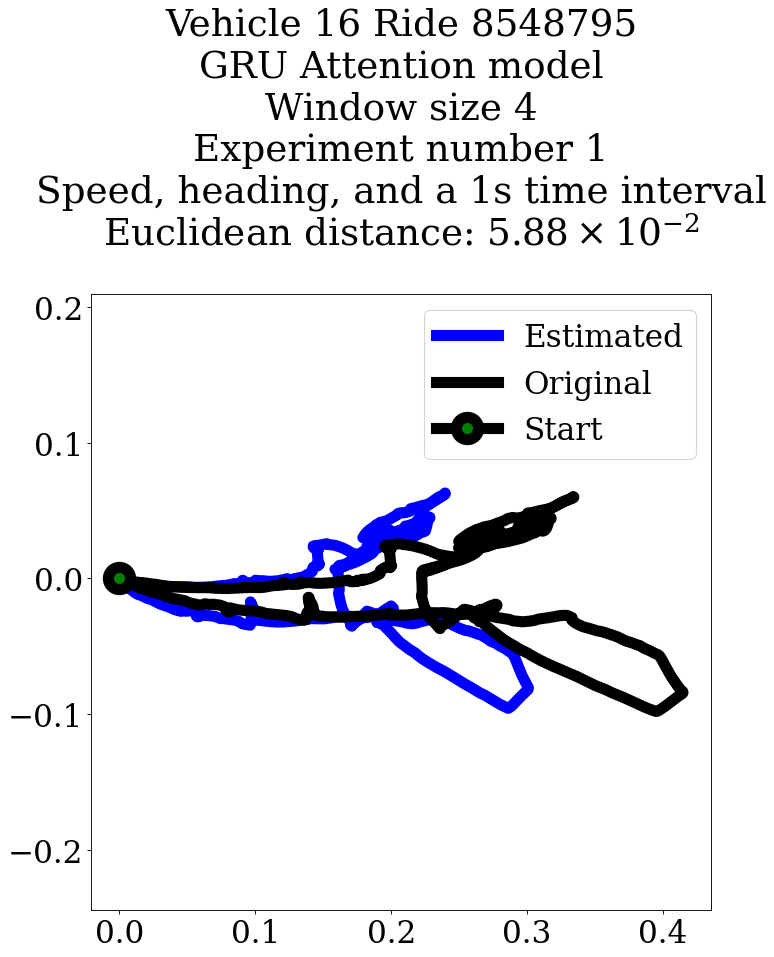 Vehicle 16 Ride 8548795
GRU Attention model
Window size 4
Experiment number 1
Speed, heading, and a 1s time interval
Euclidean distance: 5.88 × 10⁻²
Estimated
Original
Start
0.2
0.1
0.0
−0.1
−0.2
0.0 0.1 0.2 0.3 0.4